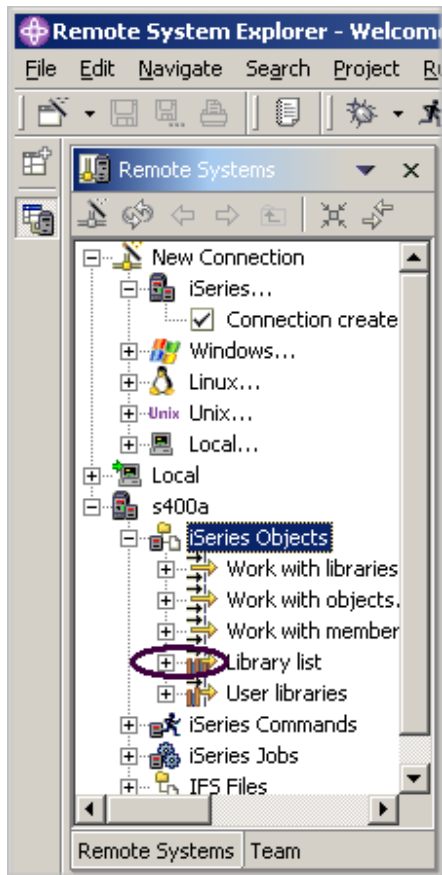 Remote System Explorer - Welcom
File Edit Navigate Search Project
Remote Systems
New Connection
iSeries...
Connection create
Windows...
Linux...
Unix Unix...
Local...
Local
s400a
iSeries Objects
Work with libraries
Work with objects.
Work with member
Library list
User libraries
iSeries Commands
iSeries Jobs
IFS Files
Remote Systems Team